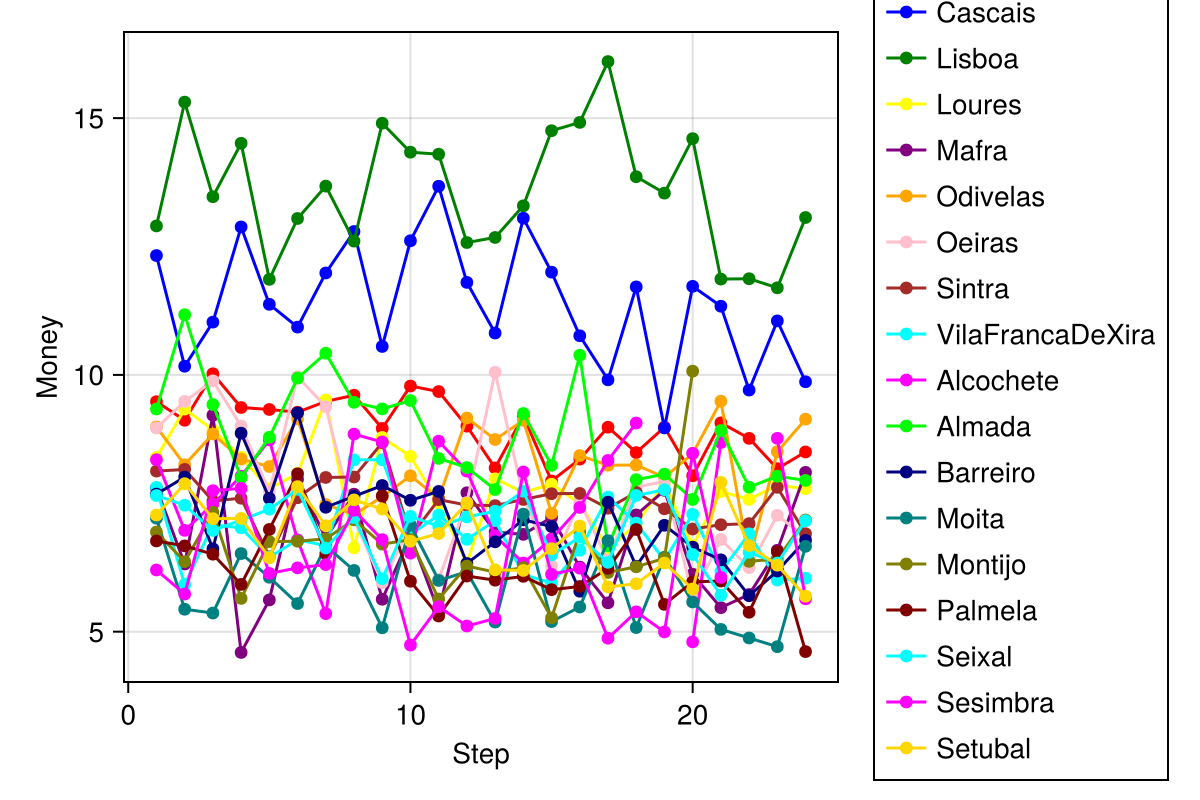 Cascais
Lisboa
Loures
Mafra
Odivelas
Oeiras
Sintra
VilaFrancaDeXira
Alcochete
Almada
Barreiro
Moita
Montijo
Palmela
Seixal
Sesimbra
Setubal
15
10
5
Money
0
10
20
Step